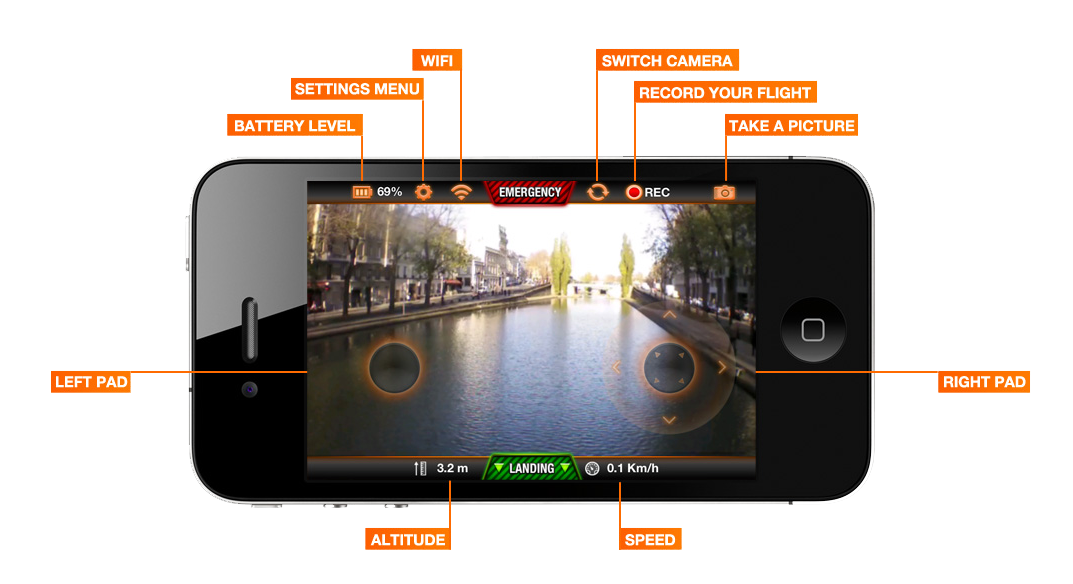 WIFI
SWITCH CAMERA
SETTINGS MENU
RECORD YOUR FLIGHT
BATTERY LEVEL
TAKE A PICTURE
69%
EMERGENCY
REC
LEFT PAD
RIGHT PAD
3.2 m
LANDING
0.1 Km/h
ALTITUDE
SPEED